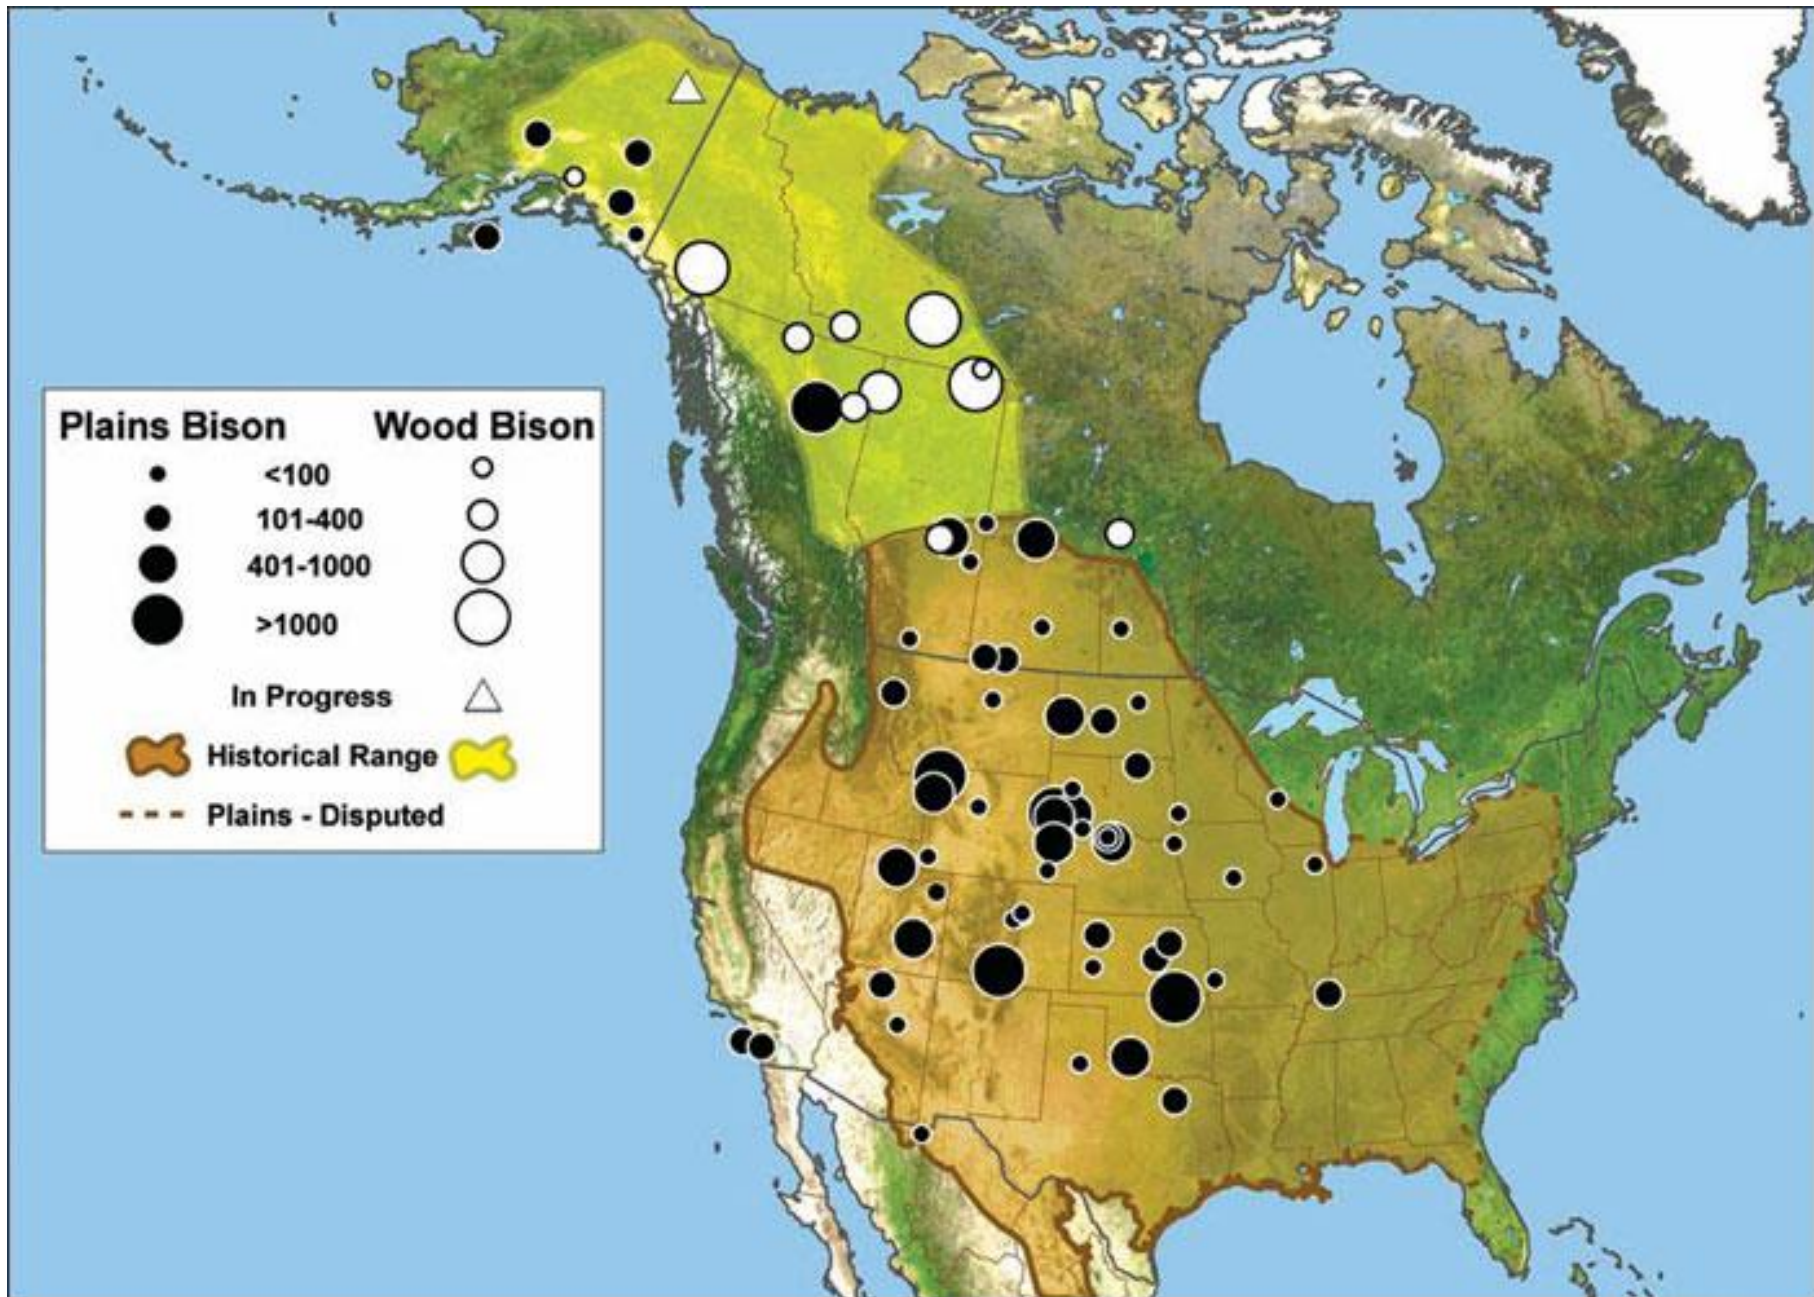 Plains Bison Wood Bison
<100
101-400
401-1000
>1000
In Progress
Historical Range
Plains - Disputed